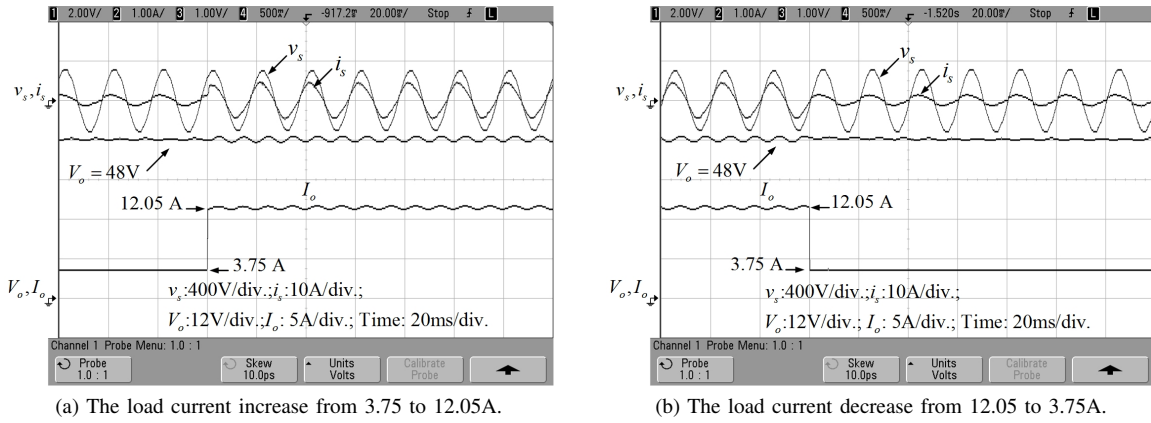 1 2.00V/ 2 1.00A/ 3 1.00V/ 4 500m/ -917.2m 20.00m/ Stop L
v_s
i_s
v_s, i_s
V_o = 48V
I_o
12.05 A
3.75 A
V_o, I_o
v_s:400V/div.;i_s:10A/div.;
V_o:12V/div.;I_o: 5A/div.; Time: 20ms/div.
Channel 1 Probe Menu: 1.0 : 1
Probe
1.0 : 1
Skew
10.0ps
Units
Volts
Calibrate
Probe
(a) The load current increase from 3.75 to 12.05A.
1 2.00V/ 2 1.00A/ 3 1.00V/ 4 500m/ -1.520s 20.00m/ Stop L
v_s
i_s
v_s, i_s
V_o = 48V
I_o
12.05 A
3.75 A
V_o, I_o
v_s:400V/div.;i_s:10A/div.;
V_o:12V/div.; I_o: 5A/div.; Time: 20ms/div.
Channel 1 Probe Menu: 1.0 : 1
Probe
1.0 : 1
Skew
10.0ps
Units
Volts
Calibrate
Probe
(b) The load current decrease from 12.05 to 3.75A.